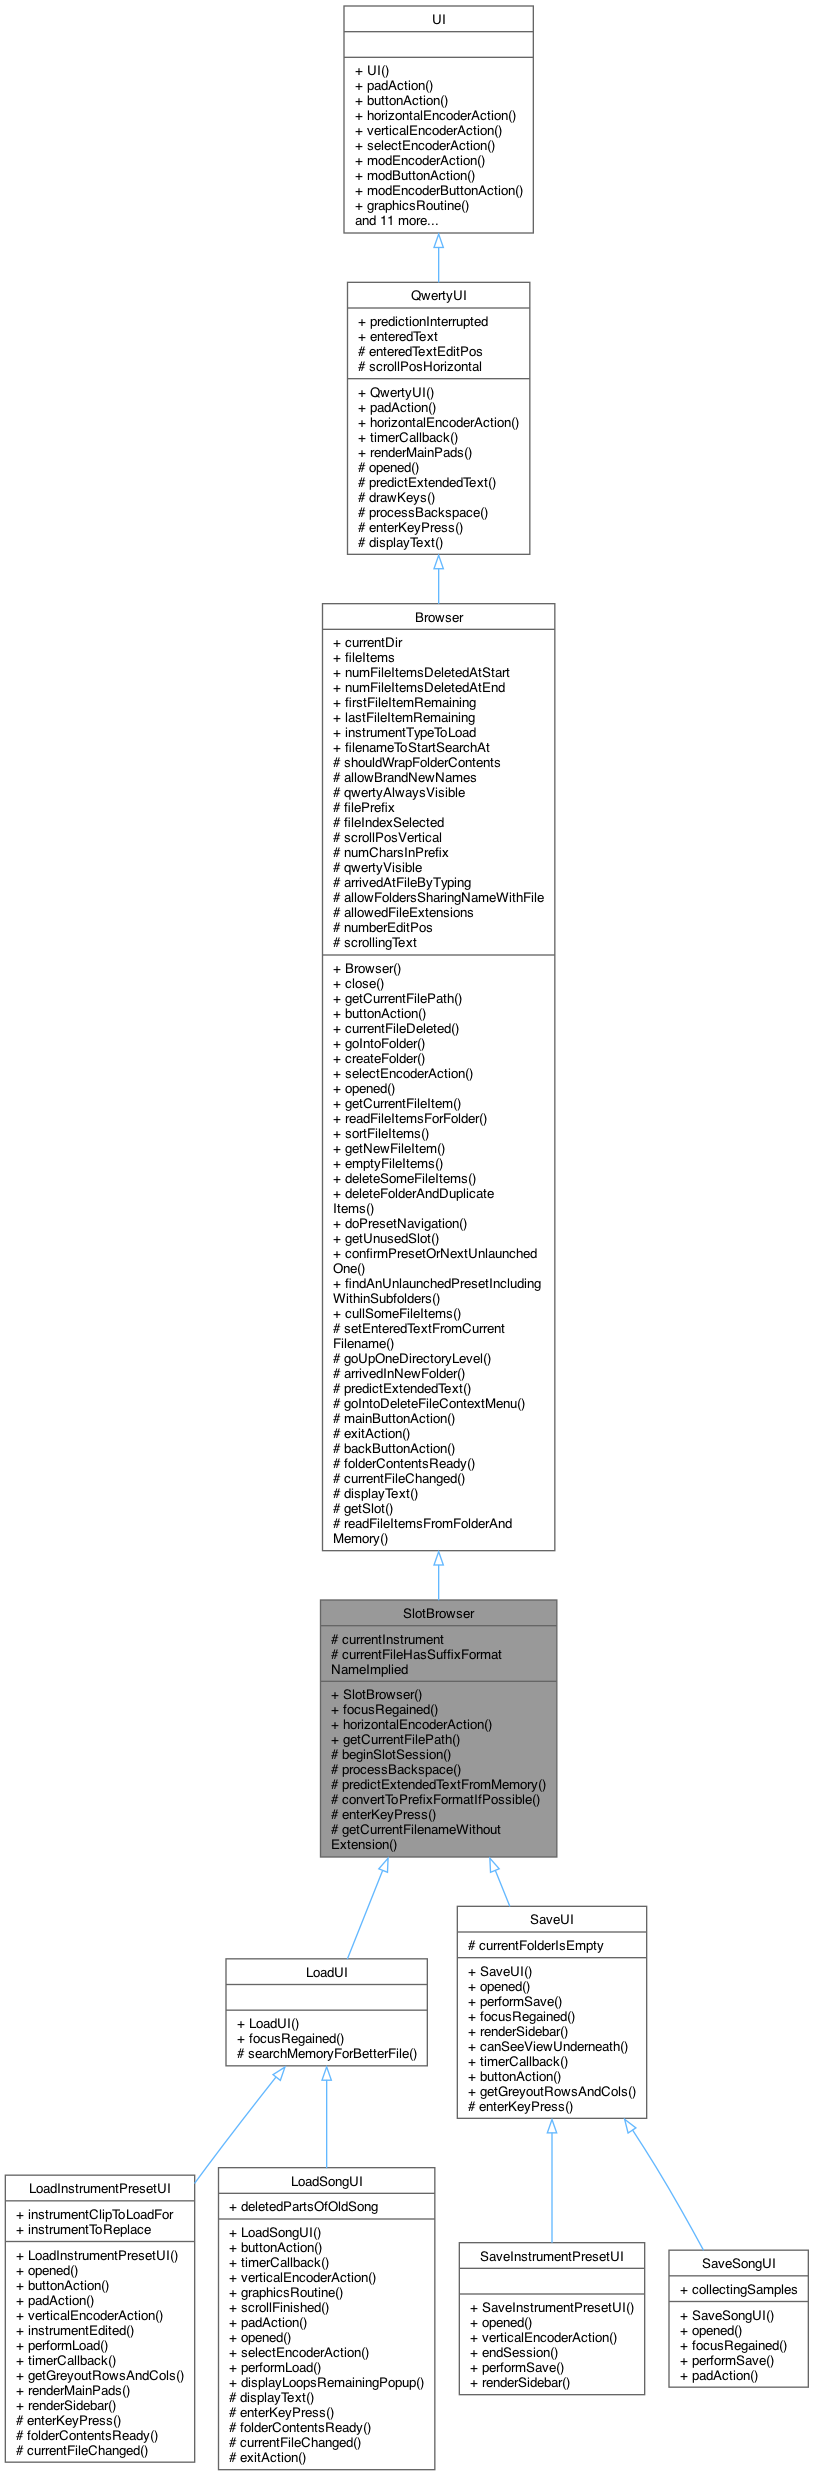 UI
+ UI()
+ padAction()
+ buttonAction()
+ horizontalEncoderAction()
+ verticalEncoderAction()
+ selectEncoderAction()
+ modEncoderAction()
+ modButtonAction()
+ modEncoderButtonAction()
+ graphicsRoutine()
and 11 more...
QwertyUI
+ predictionInterrupted
+ enteredText
# enteredTextEditPos
# scrollPosHorizontal
+ QwertyUI()
+ padAction()
+ horizontalEncoderAction()
+ timerCallback()
+ renderMainPads()
# opened()
# predictExtendedText()
# drawKeys()
# processBackspace()
# enterKeyPress()
# displayText()
Browser
+ currentDir
+ fileItems
+ numFileItemsDeletedAtStart
+ numFileItemsDeletedAtEnd
+ firstFileItemRemaining
+ lastFileItemRemaining
+ instrumentTypeToLoad
+ filenameToStartSearchAt
# shouldWrapFolderContents
# allowBrandNewNames
# qwertyAlwaysVisible
# filePrefix
# fileIndexSelected
# scrollPosVertical
# numCharsInPrefix
# qwertyVisible
# arrivedAtFileByTyping
# allowFoldersSharingNameWithFile
# allowedFileExtensions
# numberEditPos
# scrollingText
+ Browser()
+ close()
+ getCurrentFilePath()
+ buttonAction()
+ currentFileDeleted()
+ goIntoFolder()
+ createFolder()
+ selectEncoderAction()
+ opened()
+ getCurrentFileItem()
+ readFileItemsForFolder()
+ sortFileItems()
+ getNewFileItem()
+ emptyFileItems()
+ deleteSomeFileItems()
+ deleteFolderAndDuplicate
Items()
+ doPresetNavigation()
+ getUnusedSlot()
+ confirmPresetOrNextUnlaunched
One()
+ findAnUnlaunchedPresetIncluding
WithinSubfolders()
+ cullSomeFileItems()
# setEnteredTextFromCurrent
Filename()
# goUpOneDirectoryLevel()
# arrivedInNewFolder()
# predictExtendedText()
# goIntoDeleteFileContextMenu()
# mainButtonAction()
# exitAction()
# backButtonAction()
# folderContentsReady()
# currentFileChanged()
# displayText()
# getSlot()
# readFileItemsFromFolderAnd
Memory()
SlotBrowser
# currentInstrument
# currentFileHasSuffixFormat
NameImplied
+ SlotBrowser()
+ focusRegained()
+ horizontalEncoderAction()
+ getCurrentFilePath()
# beginSlotSession()
# processBackspace()
# predictExtendedTextFromMemory()
# convertToPrefixFormatIfPossible()
# enterKeyPress()
# getCurrentFilenameWithout
Extension()
SaveUI
# currentFolderIsEmpty
+ SaveUI()
+ opened()
+ performSave()
+ focusRegained()
+ renderSidebar()
+ canSeeViewUnderneath()
+ timerCallback()
+ buttonAction()
+ getGreyoutRowsAndCols()
# enterKeyPress()
LoadUI
+ LoadUI()
+ focusRegained()
# searchMemoryForBetterFile()
LoadInstrumentPresetUI
+ instrumentClipToLoadFor
+ instrumentToReplace
+ LoadInstrumentPresetUI()
+ opened()
+ buttonAction()
+ padAction()
+ verticalEncoderAction()
+ instrumentEdited()
+ performLoad()
+ timerCallback()
+ getGreyoutRowsAndCols()
+ renderMainPads()
+ renderSidebar()
# enterKeyPress()
# folderContentsReady()
# currentFileChanged()
LoadSongUI
+ deletedPartsOfOldSong
+ LoadSongUI()
+ buttonAction()
+ timerCallback()
+ verticalEncoderAction()
+ graphicsRoutine()
+ scrollFinished()
+ padAction()
+ opened()
+ selectEncoderAction()
+ performLoad()
+ displayLoopsRemainingPopup()
# displayText()
# enterKeyPress()
# folderContentsReady()
# currentFileChanged()
# exitAction()
SaveInstrumentPresetUI
+ SaveInstrumentPresetUI()
+ opened()
+ verticalEncoderAction()
+ endSession()
+ performSave()
+ renderSidebar()
SaveSongUI
+ collectingSamples
+ SaveSongUI()
+ opened()
+ focusRegained()
+ performSave()
+ padAction()